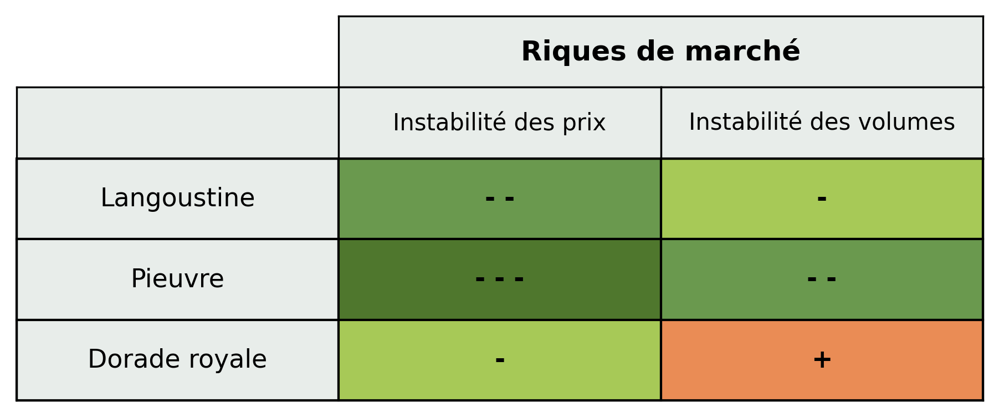 Riques de marché
Instabilité des prix Instabilité des volumes
Langoustine - - -
Pieuvre - - - - -
Dorade royale - +